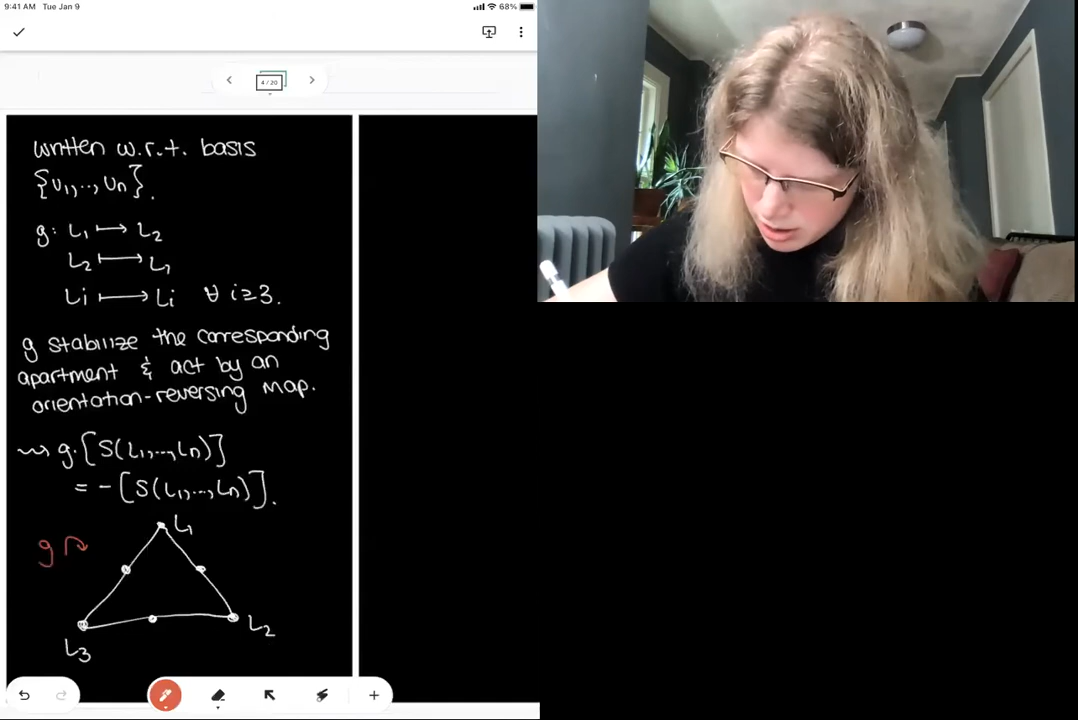 9:41 AM Tue Jan 9
68%
4 / 20
written w.r.t. basis
{v₁,..,vn}.
g: L₁ ⟼ L₂
L₂ ⟼ L₁
Li ⟼ Li ∀ i≥3.
g stabilize the corresponding
apartment & act by an
orientation-reversing map.
⇝ g·[S(L₁,...,Ln)]
= -[S(L₁,...,Ln)].
L₁
g ↷
L₂
L₃